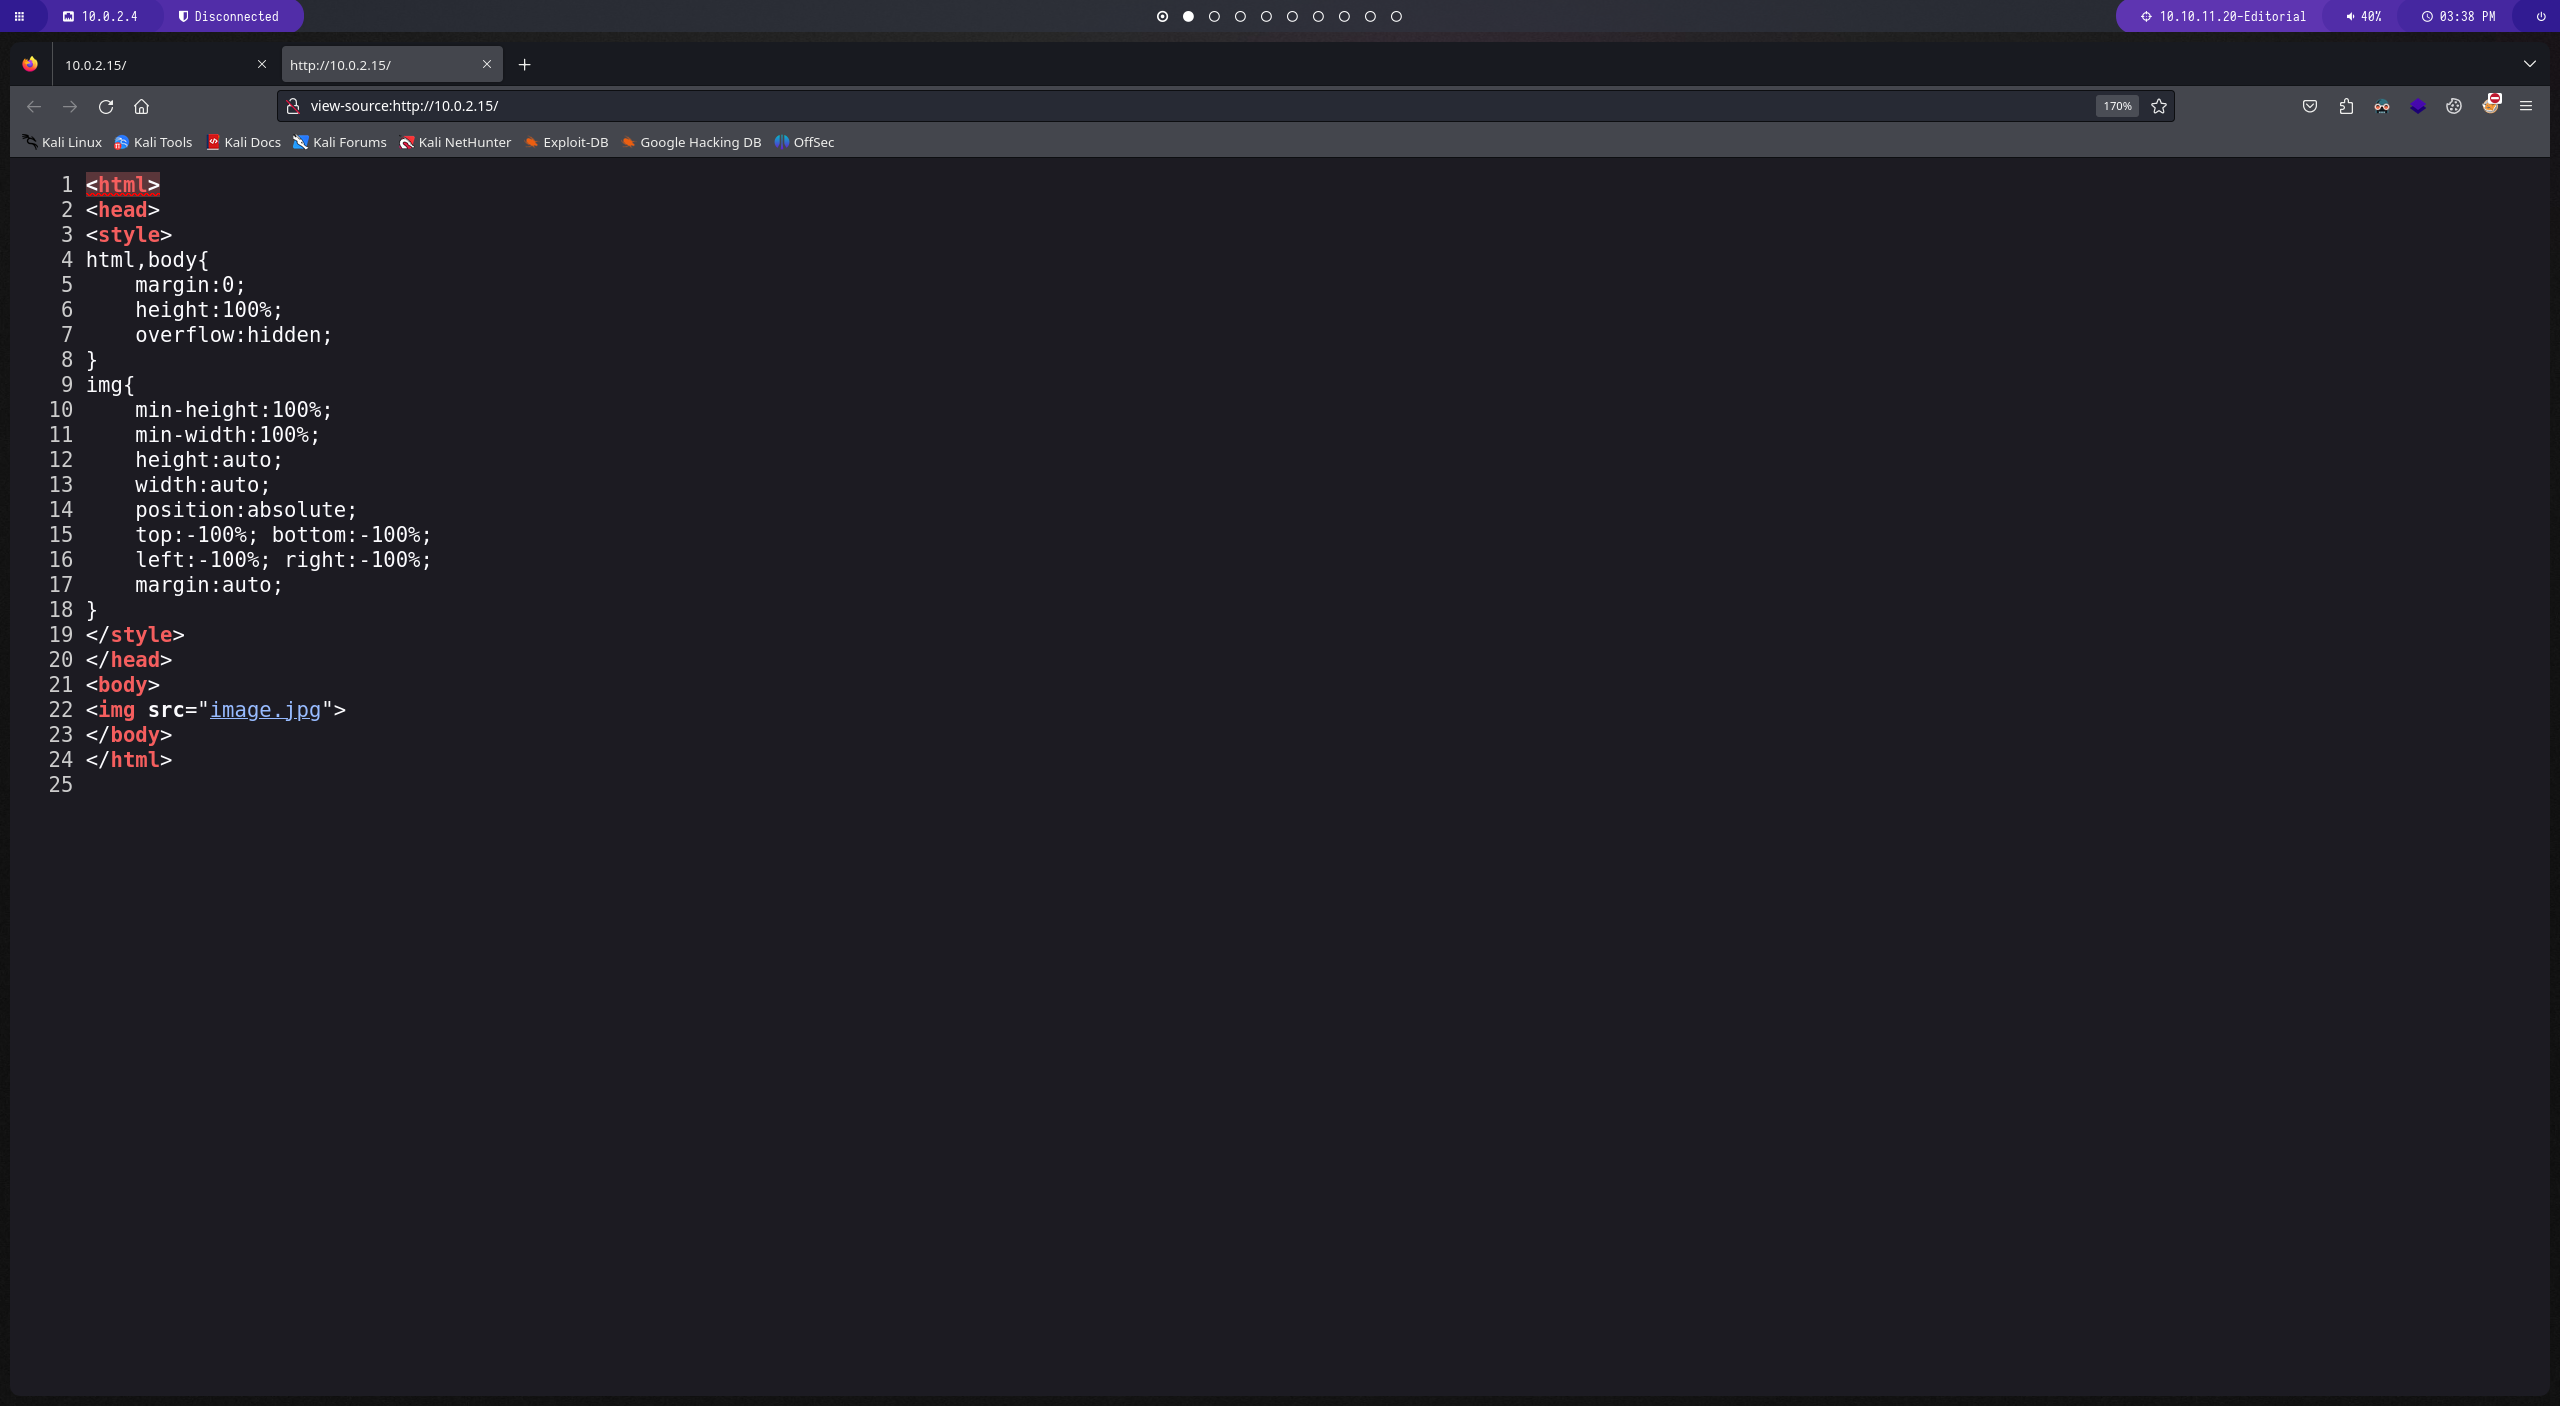 10.0.2.4 Disconnected 10.10.11.20-Editorial 40% 03:38 PM
10.0.2.15/ http://10.0.2.15/
view-source:http://10.0.2.15/ 170%
Kali Linux Kali Tools Kali Docs Kali Forums Kali NetHunter Exploit-DB Google Hacking DB OffSec
1 <html>
2 <head>
3 <style>
4 html,body{
5     margin:0;
6     height:100%;
7     overflow:hidden;
8 }
9 img{
10     min-height:100%;
11     min-width:100%;
12     height:auto;
13     width:auto;
14     position:absolute;
15     top:-100%; bottom:-100%;
16     left:-100%; right:-100%;
17     margin:auto;
18 }
19 </style>
20 </head>
21 <body>
22 <img src="image.jpg">
23 </body>
24 </html>
25